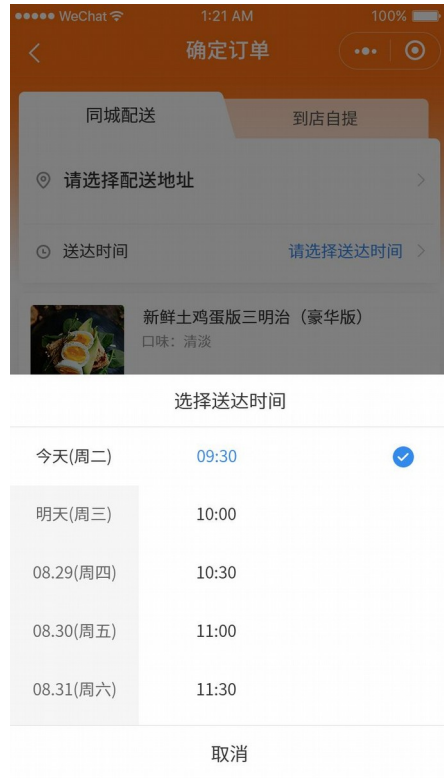 WeChat 1:21 AM 100%
确定订单
同城配送 到店自提
请选择配送地址
送达时间 请选择送达时间
新鲜土鸡蛋版三明治（豪华版）
口味：清淡
选择送达时间
今天(周二) 09:30
明天(周三) 10:00
08.29(周四) 10:30
08.30(周五) 11:00
08.31(周六) 11:30
取消